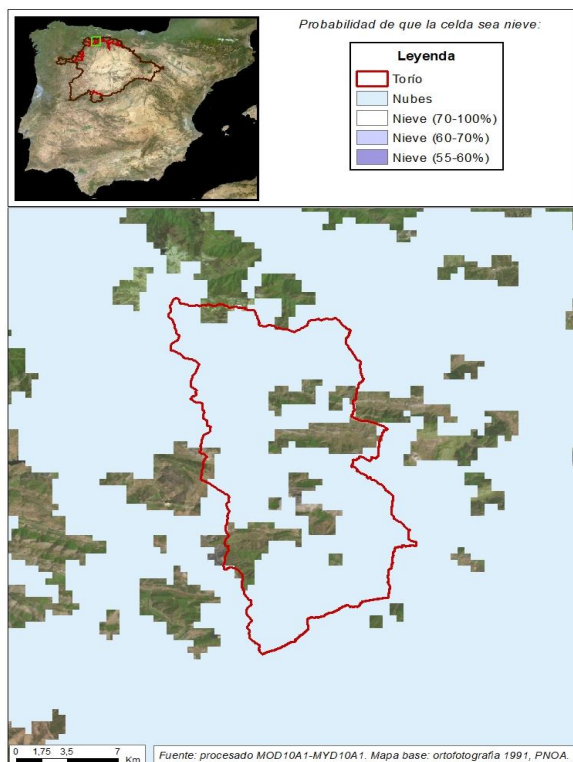 Probabilidad de que la celda sea nieve:
Leyenda
Torío
Nubes
Nieve (70-100%)
Nieve (60-70%)
Nieve (55-60%)
0 1,75 3,5 7
Km
Fuente: procesado MOD10A1-MYD10A1. Mapa base: ortofotografía 1991, PNOA.